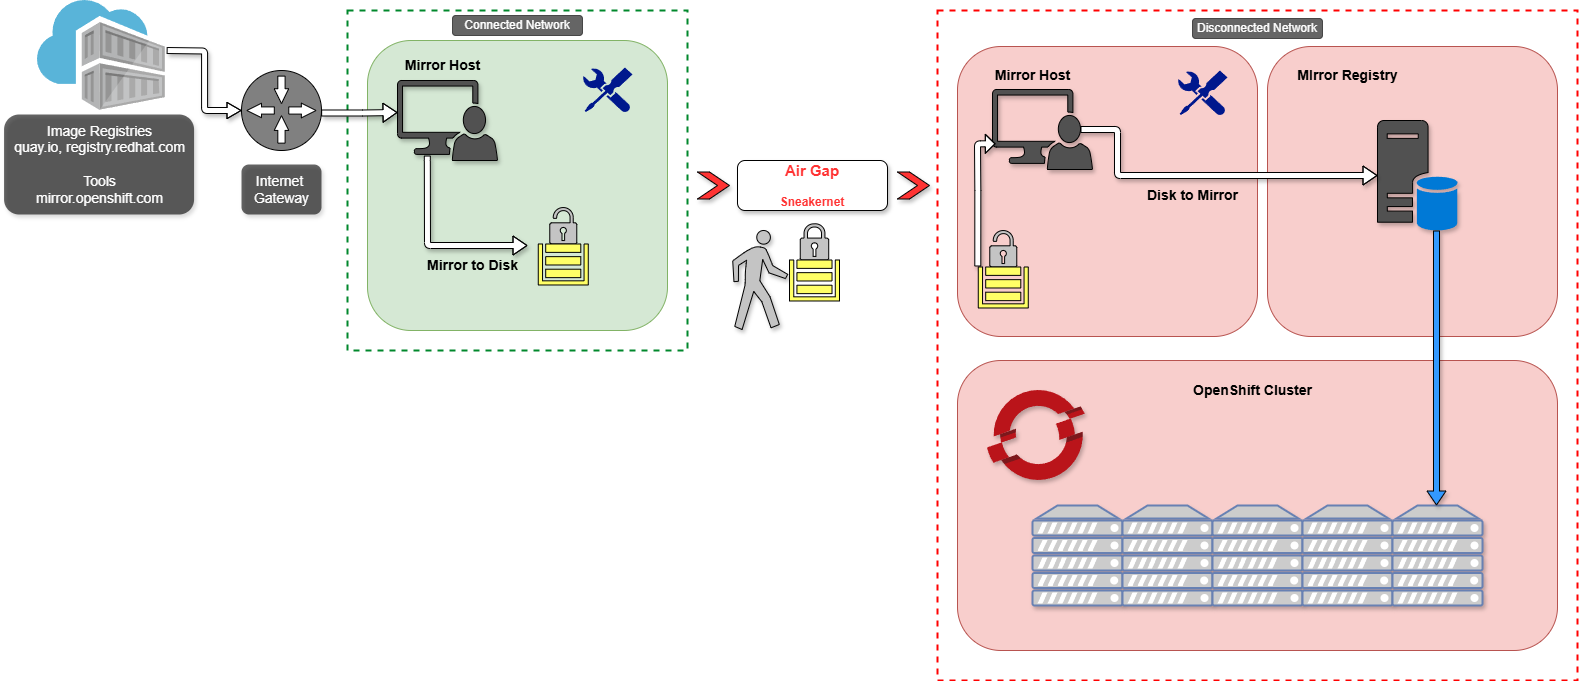 Image Registries
quay.io, registry.redhat.com
Tools
mirror.openshift.com
Internet
Gateway
Connected Network
Mirror Host
Mirror to Disk
Air Gap
Sneakernet
Disconnected Network
Mirror Host
Disk to Mirror
MIrror Registry
OpenShift Cluster